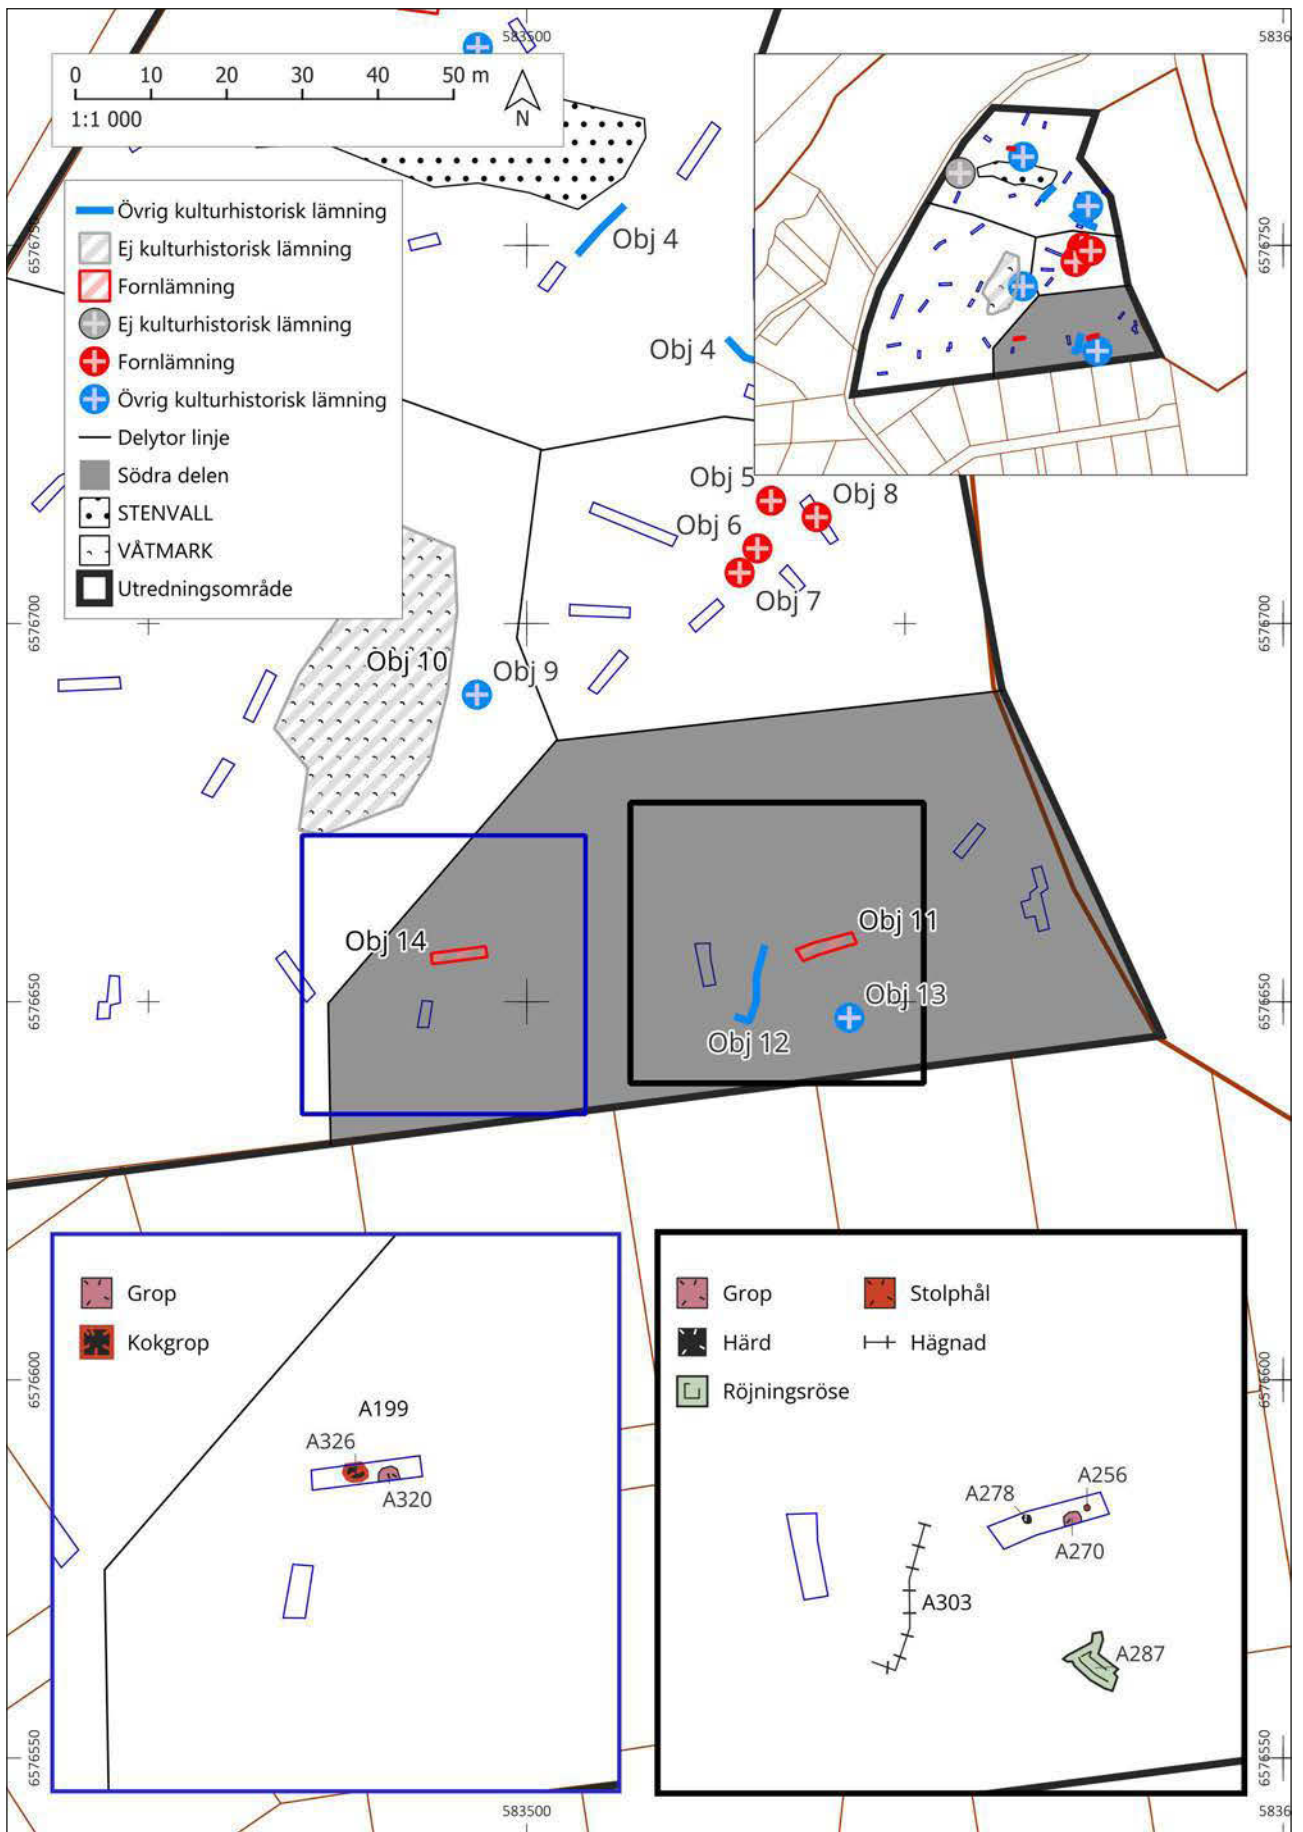 583500
5836
0 10 20 30 40 50 m
1:1 000
N
Övrig kulturhistorisk lämning
Ej kulturhistorisk lämning
Fornlämning
Ej kulturhistorisk lämning
Fornlämning
Övrig kulturhistorisk lämning
Delytor linje
Södra delen
STENVALL
VÅTMARK
Utredningsområde
6576750
6576750
Obj 4
Obj 4
Obj 5
Obj 8
Obj 6
Obj 7
6576700
6576700
Obj 10
Obj 9
Obj 14
Obj 11
Obj 13
Obj 12
6576650
6576650
Grop
Kokgrop
A199
A326
A320
Grop
Stolphål
Härd
Hägnad
Röjningsröse
A256
A278
A270
A303
A287
6576600
6576600
6576550
6576550
583500
5836